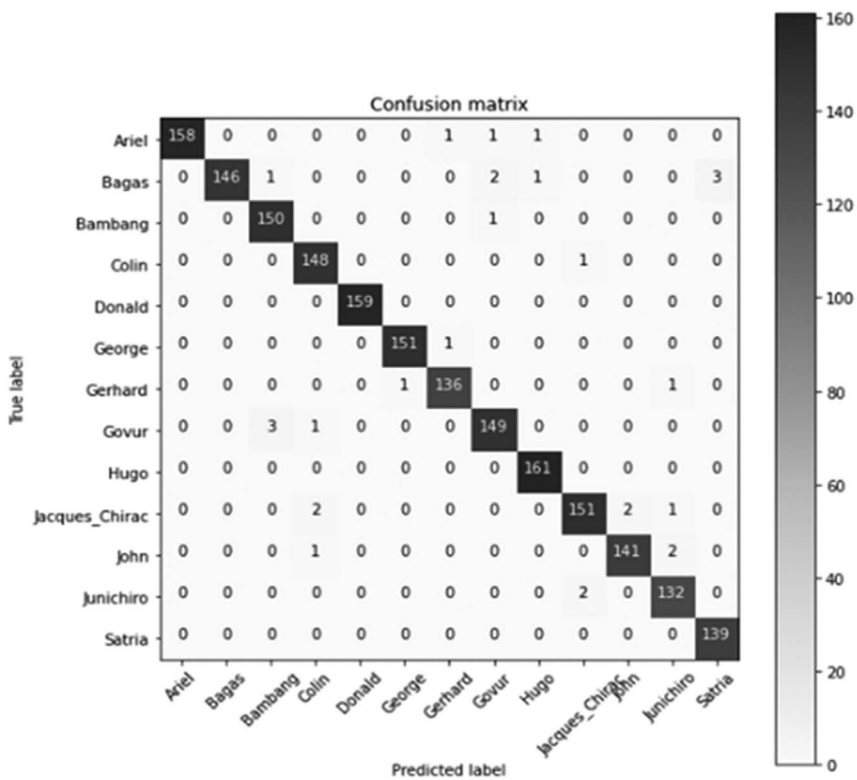 Confusion matrix
Ariel 158 0 0 0 0 0 1 1 1 0 0 0 0
Bagas 0 146 1 0 0 0 0 2 1 0 0 0 3
Bambang 0 0 150 0 0 0 0 1 0 0 0 0 0
Colin 0 0 0 148 0 0 0 0 0 1 0 0 0
Donald 0 0 0 0 159 0 0 0 0 0 0 0 0
George 0 0 0 0 0 151 1 0 0 0 0 0 0
Gerhard 0 0 0 0 0 1 136 0 0 0 0 1 0
Govur 0 0 3 1 0 0 0 149 0 0 0 0 0
Hugo 0 0 0 0 0 0 0 0 161 0 0 0 0
Jacques_Chirac 0 0 0 2 0 0 0 0 0 151 2 1 0
John 0 0 0 1 0 0 0 0 0 0 141 2 0
Junichiro 0 0 0 0 0 0 0 0 0 2 0 132 0
Satria 0 0 0 0 0 0 0 0 0 0 0 0 139
Ariel Bagas Bambang Colin Donald George Gerhard Govur Hugo Jacques_Chirac John Junichiro Satria
Predicted label
True label
160
140
120
100
80
60
40
20
0